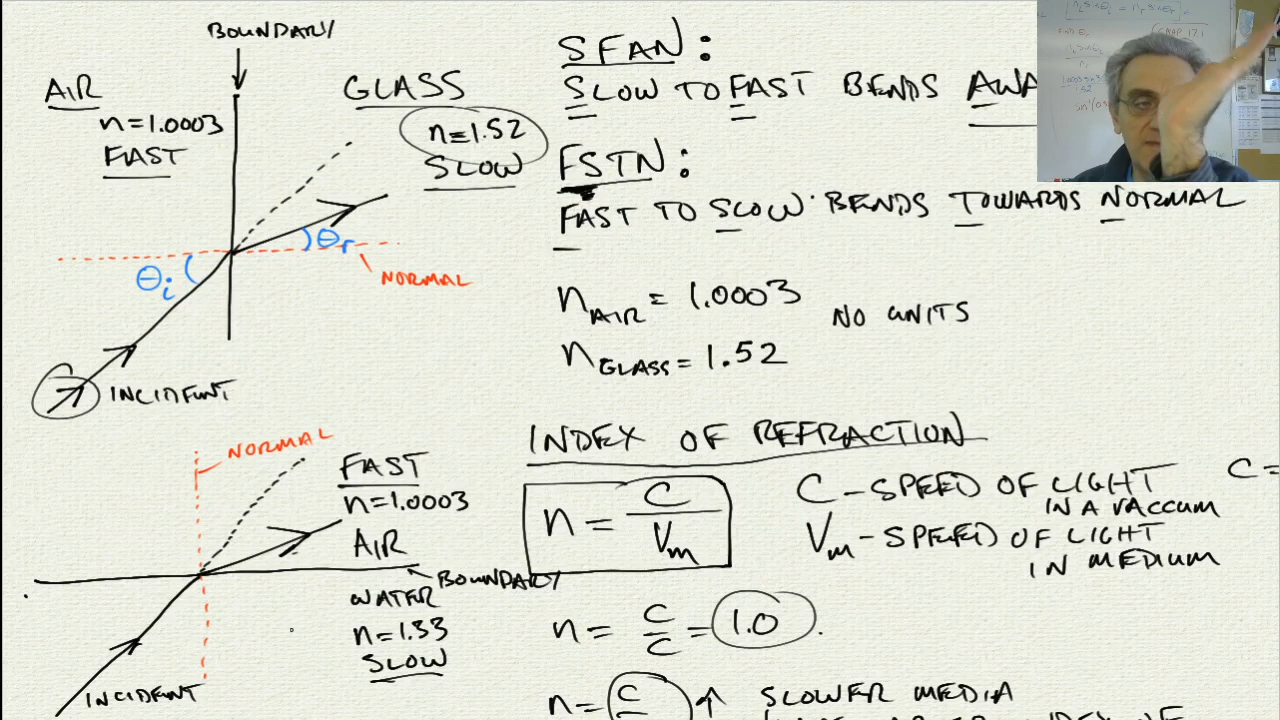 BOUNDARY
AIR
n=1.0003
FAST
GLASS
n=1.52
SLOW
θr
θi
NORMAL
INCIDENT
SFAN:
SLOW TO FAST BENDS AWA
FSTN:
FAST TO SLOW BENDS TOWARDS NORMAL
nAIR = 1.0003
NO UNITS
nGLASS = 1.52
NORMAL
FAST
n=1.0003
AIR
BOUNDARY
WATER
n=1.33
SLOW
INCIDENT
INDEX OF REFRACTION
n = C/Vm
C - SPEED OF LIGHT
IN A VACCUM
C =
Vm - SPEED OF LIGHT
IN MEDIUM
n = C/C = 1.0
n = C ↑ SLOWER MEDIA